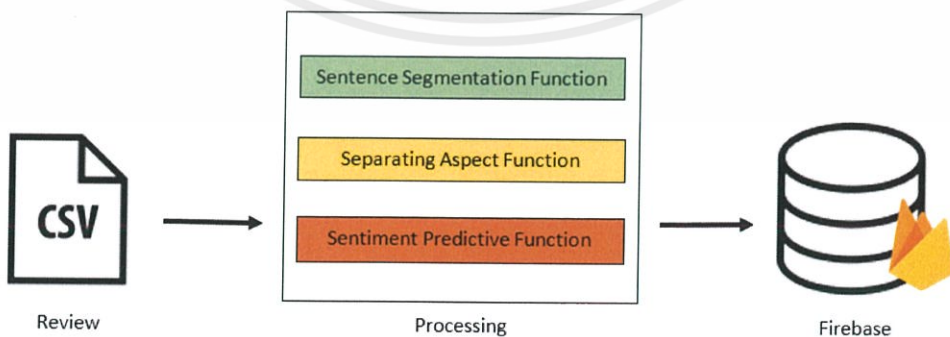 Sentence Segmentation Function
Separating Aspect Function
Sentiment Predictive Function
CSV
Review
Processing
Firebase